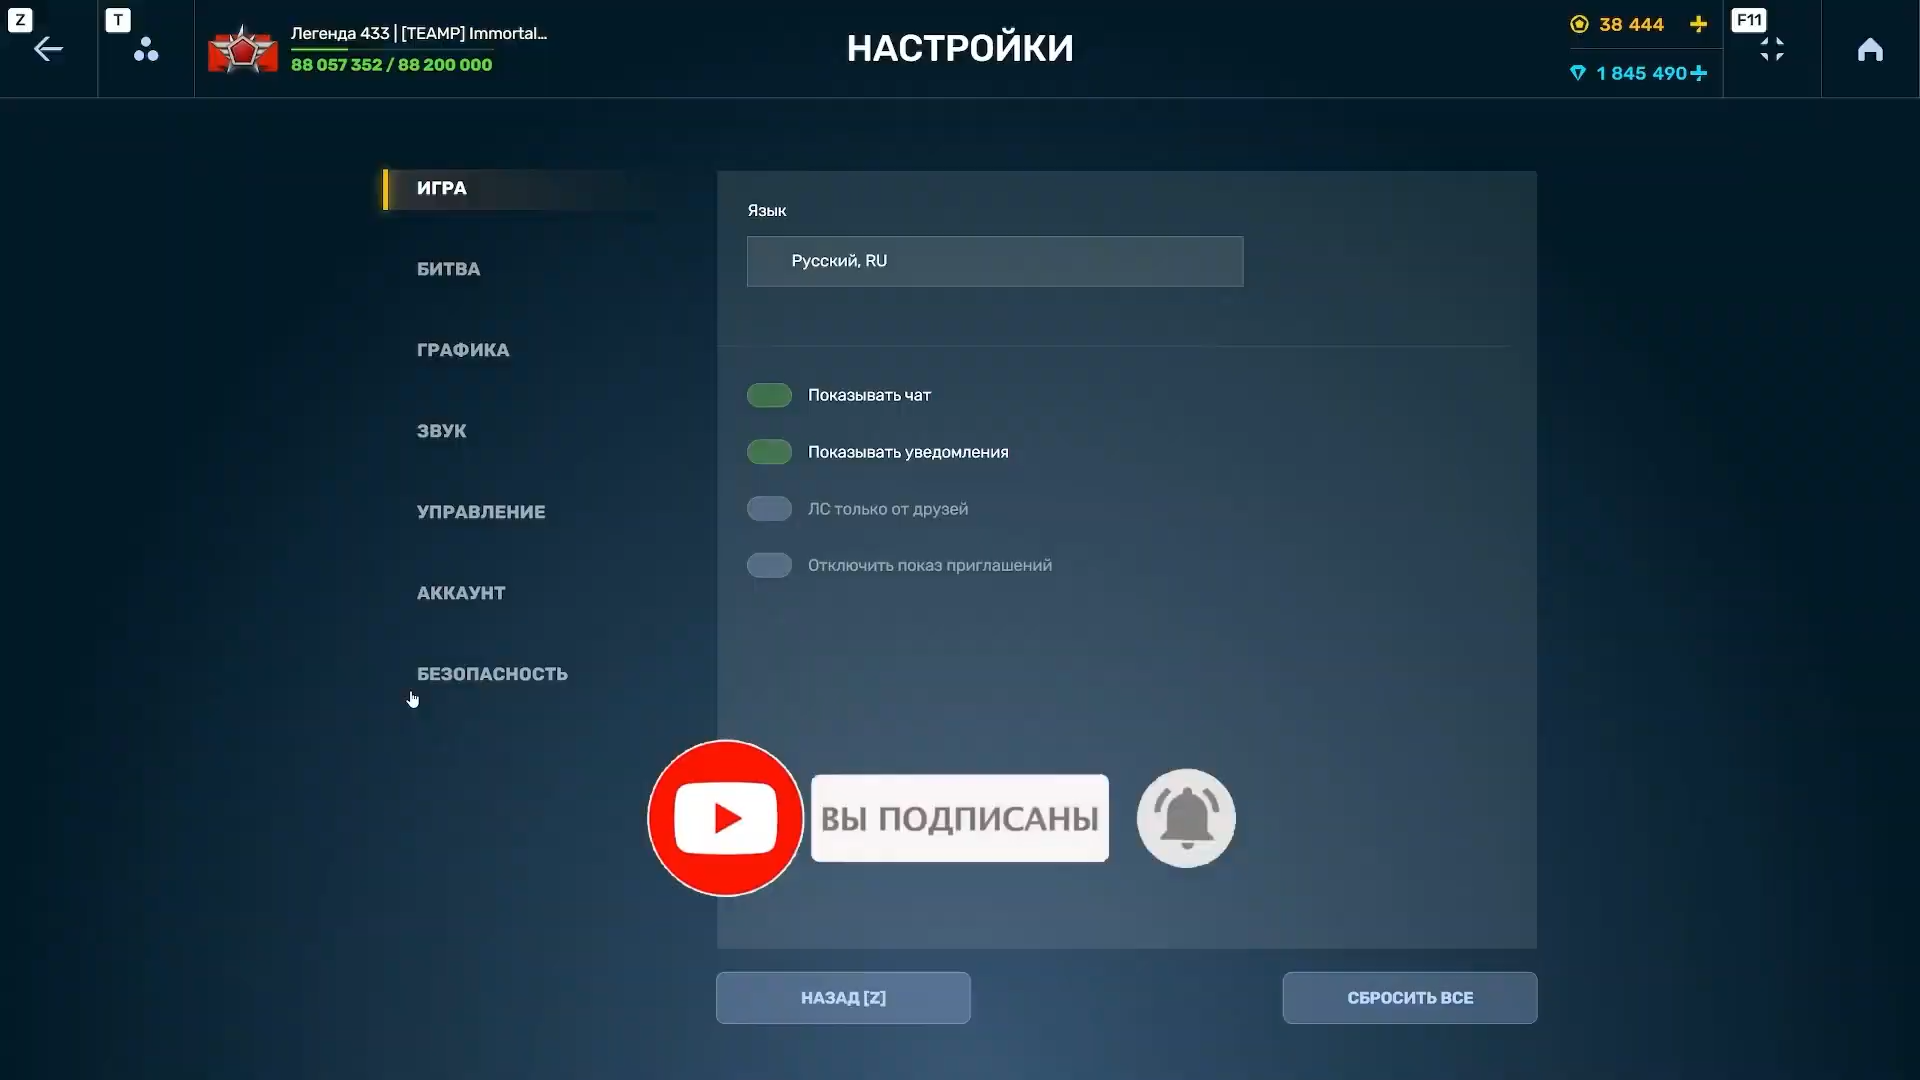 Z
T
Легенда 433 | [TEAMP] Immortal...
88 057 352 / 88 200 000
НАСТРОЙКИ
38 444
1 845 490
F11
ИГРА
БИТВА
ГРАФИКА
ЗВУК
УПРАВЛЕНИЕ
АККАУНТ
БЕЗОПАСНОСТЬ
Язык
Русский, RU
Показывать чат
Показывать уведомления
ЛС только от друзей
Отключить показ приглашений
ВЫ ПОДПИСАНЫ
НАЗАД [Z]
СБРОСИТЬ ВСЕ